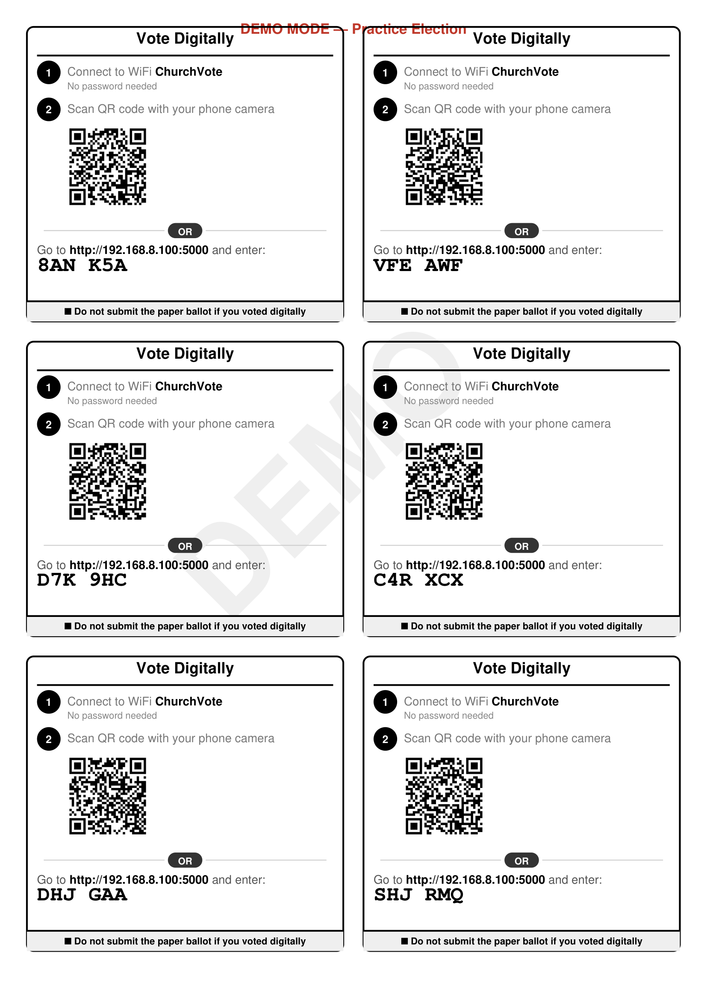 DEMO MODE — Practice Election
Vote Digitally
1 Connect to WiFi ChurchVote
No password needed
2 Scan QR code with your phone camera
OR
Go to http://192.168.8.100:5000 and enter:
8AN K5A
■ Do not submit the paper ballot if you voted digitally
Vote Digitally
1 Connect to WiFi ChurchVote
No password needed
2 Scan QR code with your phone camera
OR
Go to http://192.168.8.100:5000 and enter:
VFE AWF
■ Do not submit the paper ballot if you voted digitally
Vote Digitally
1 Connect to WiFi ChurchVote
No password needed
2 Scan QR code with your phone camera
OR
Go to http://192.168.8.100:5000 and enter:
D7K 9HC
■ Do not submit the paper ballot if you voted digitally
Vote Digitally
1 Connect to WiFi ChurchVote
No password needed
2 Scan QR code with your phone camera
OR
Go to http://192.168.8.100:5000 and enter:
C4R XCX
■ Do not submit the paper ballot if you voted digitally
DEMO
Vote Digitally
1 Connect to WiFi ChurchVote
No password needed
2 Scan QR code with your phone camera
OR
Go to http://192.168.8.100:5000 and enter:
DHJ GAA
■ Do not submit the paper ballot if you voted digitally
Vote Digitally
1 Connect to WiFi ChurchVote
No password needed
2 Scan QR code with your phone camera
OR
Go to http://192.168.8.100:5000 and enter:
SHJ RMQ
■ Do not submit the paper ballot if you voted digitally